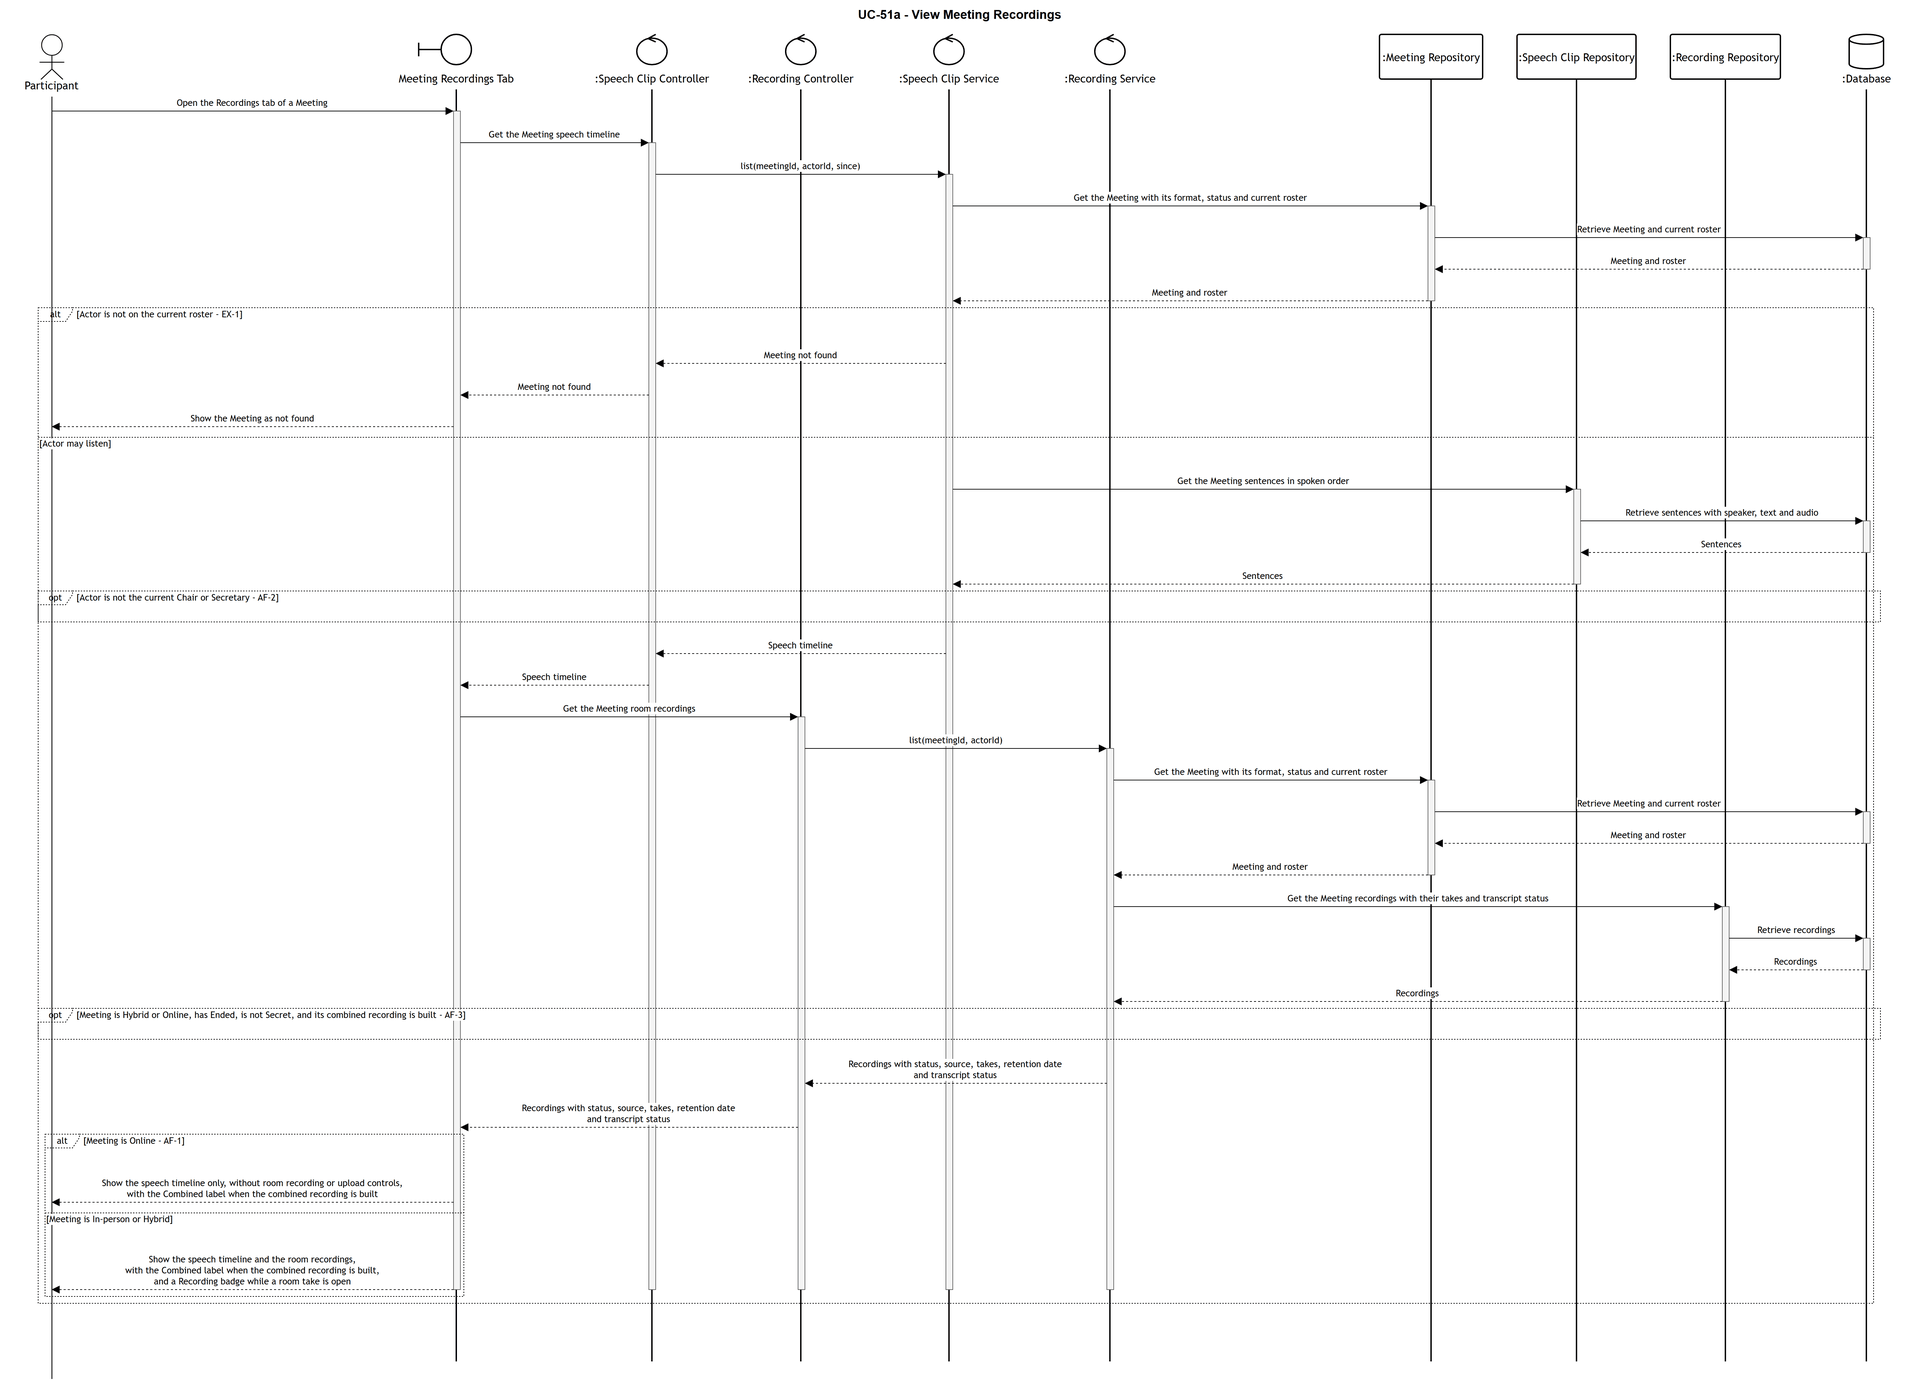 UC-51a - View Meeting Recordings
Participant
Meeting Recordings Tab
:Speech Clip Controller
:Recording Controller
:Speech Clip Service
:Recording Service
:Meeting Repository
:Speech Clip Repository
:Recording Repository
:Database
Open the Recordings tab of a Meeting
Get the Meeting speech timeline
list(meetingId, actorId, since)
Get the Meeting with its format, status and current roster
Retrieve Meeting and current roster
Meeting and roster
Meeting and roster
alt [Actor is not on the current roster - EX-1]
Meeting not found
Meeting not found
Show the Meeting as not found
[Actor may listen]
Get the Meeting sentences in spoken order
Retrieve sentences with speaker, text and audio
Sentences
Sentences
opt [Actor is not the current Chair or Secretary - AF-2]
Speech timeline
Speech timeline
Get the Meeting room recordings
list(meetingId, actorId)
Get the Meeting with its format, status and current roster
Retrieve Meeting and current roster
Meeting and roster
Meeting and roster
Get the Meeting recordings with their takes and transcript status
Retrieve recordings
Recordings
Recordings
opt [Meeting is Hybrid or Online, has Ended, is not Secret, and its combined recording is built - AF-3]
Recordings with status, source, takes, retention date
and transcript status
Recordings with status, source, takes, retention date
and transcript status
alt [Meeting is Online - AF-1]
Show the speech timeline only, without room recording or upload controls,
with the Combined label when the combined recording is built
[Meeting is In-person or Hybrid]
Show the speech timeline and the room recordings,
with the Combined label when the combined recording is built,
and a Recording badge while a room take is open